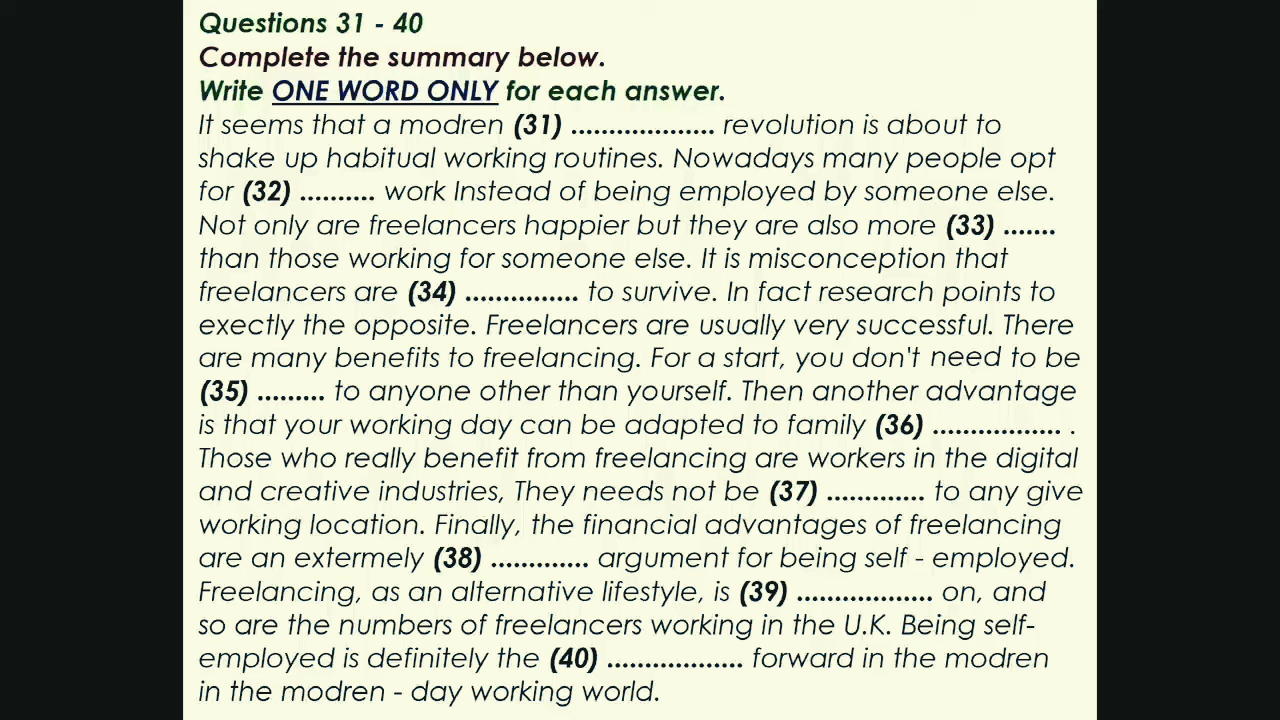 Questions 31 - 40
Complete the summary below.
Write ONE WORD ONLY for each answer.
It seems that a modren (31) ................... revolution is about to
shake up habitual working routines. Nowadays many people opt
for (32) .......... work Instead of being employed by someone else.
Not only are freelancers happier but they are also more (33) .......
than those working for someone else. It is misconception that
freelancers are (34) ............... to survive. In fact research points to
exectly the opposite. Freelancers are usually very successful. There
are many benefits to freelancing. For a start, you don't need to be
(35) ......... to anyone other than yourself. Then another advantage
is that your working day can be adapted to family (36) ................. .
Those who really benefit from freelancing are workers in the digital
and creative industries, They needs not be (37) ............. to any give
working location. Finally, the financial advantages of freelancing
are an extermely (38) ............. argument for being self - employed.
Freelancing, as an alternative lifestyle, is (39) .................. on, and
so are the numbers of freelancers working in the U.K. Being self-
employed is definitely the (40) .................. forward in the modren
in the modren - day working world.